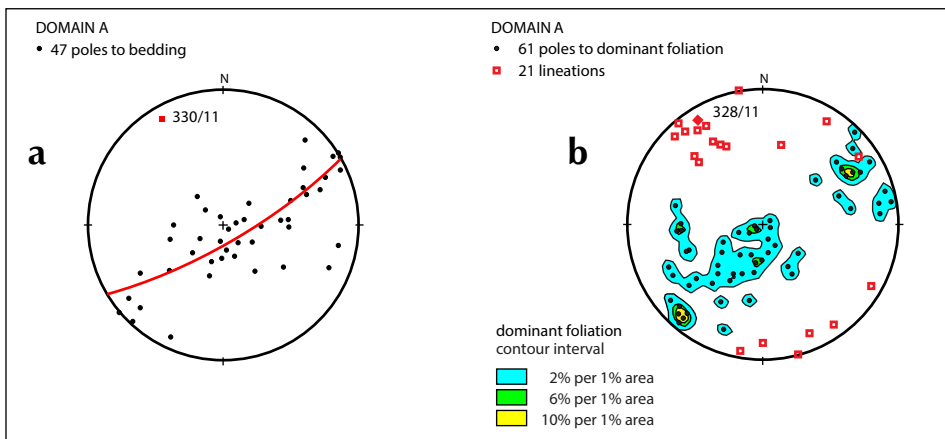 DOMAIN A
47 poles to bedding
N
330/11
a
DOMAIN A
61 poles to dominant foliation
21 lineations
N
328/11
b
dominant foliation
contour interval
2% per 1% area
6% per 1% area
10% per 1% area